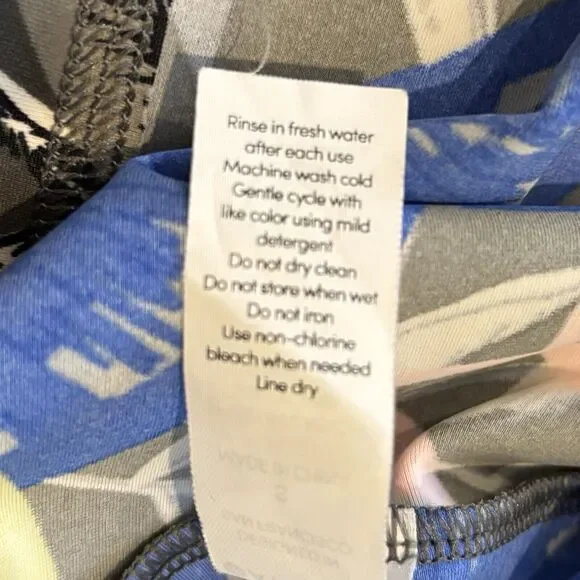 Rinse in fresh water
after each use
Machine wash cold
Gentle cycle with
like color using mild
detergent
Do not dry clean
Do not store when wet
Do not iron
Use non-chlorine
bleach when needed
Line dry